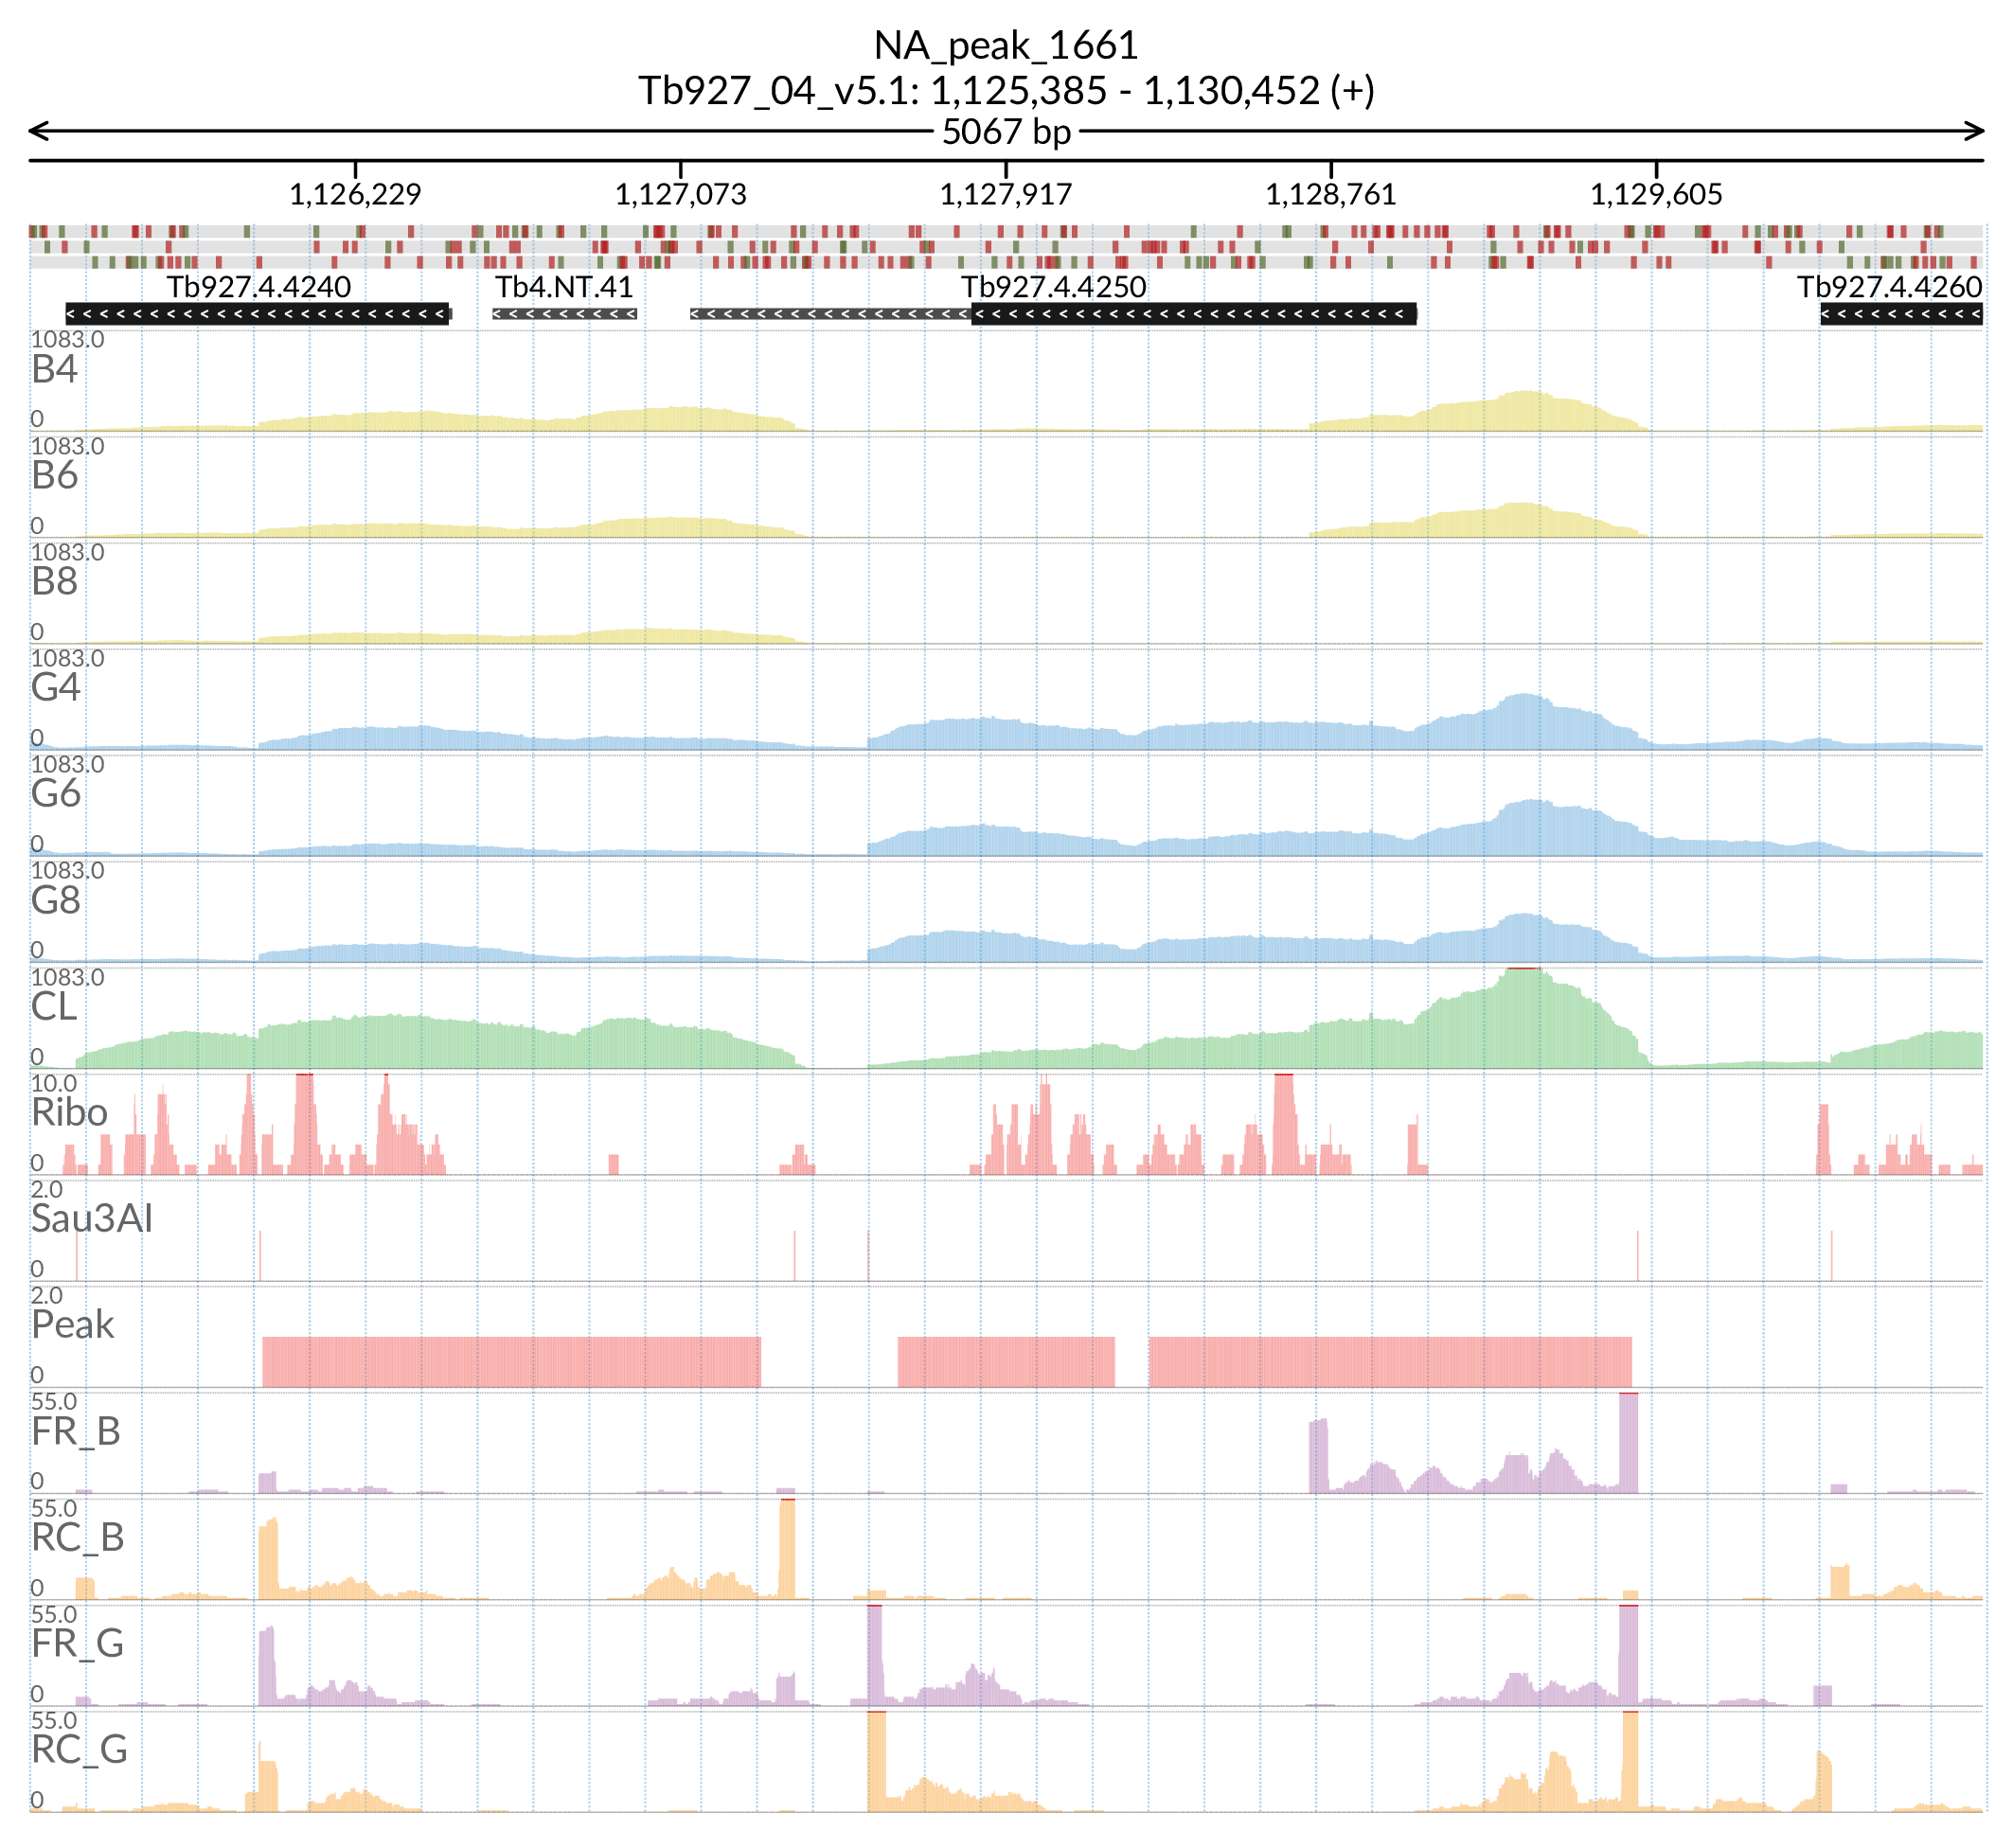 NA_peak_1661
Tb927_04_v5.1: 1,125,385 - 1,130,452 (+)
5067 bp
1,126,229 1,127,073 1,127,917 1,128,761 1,129,605
Tb927.4.4240 Tb4.NT.41 Tb927.4.4250 Tb927.4.4260
1083.0
B4
0
1083.0
B6
0
1083.0
B8
0
1083.0
G4
0
1083.0
G6
0
1083.0
G8
0
1083.0
CL
0
10.0
Ribo
0
2.0
Sau3AI
0
2.0
Peak
0
55.0
FR_B
0
55.0
RC_B
0
55.0
FR_G
0
55.0
RC_G
0